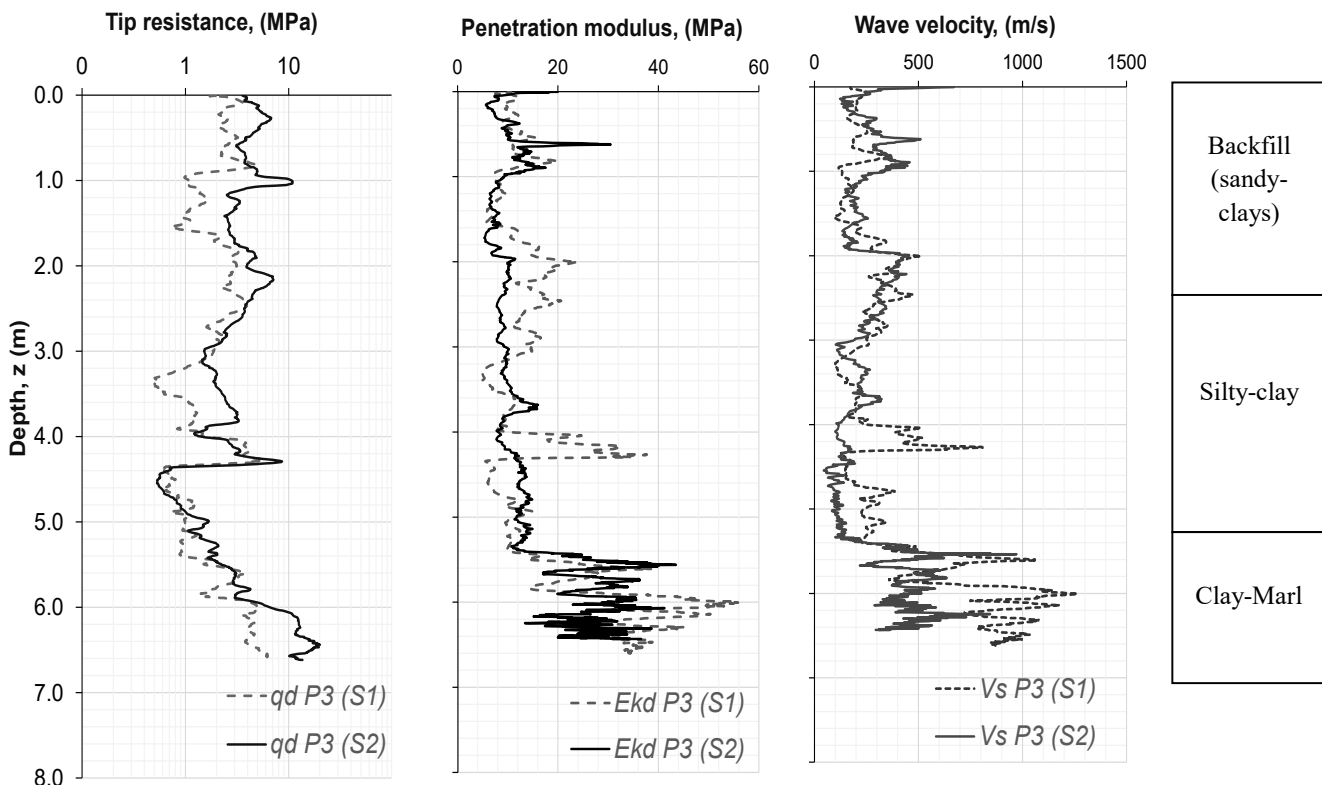 Tip resistance, (MPa)
0 1 10
Depth, z (m)
0.0
1.0
2.0
3.0
4.0
5.0
6.0
7.0
8.0
qd P3 (S1)
qd P3 (S2)
Penetration modulus, (MPa)
0 20 40 60
Ekd P3 (S1)
Ekd P3 (S2)
Wave velocity, (m/s)
0 500 1000 1500
Vs P3 (S1)
Vs P3 (S2)
Backfill
(sandy-
clays)
Silty-clay
Clay-Marl